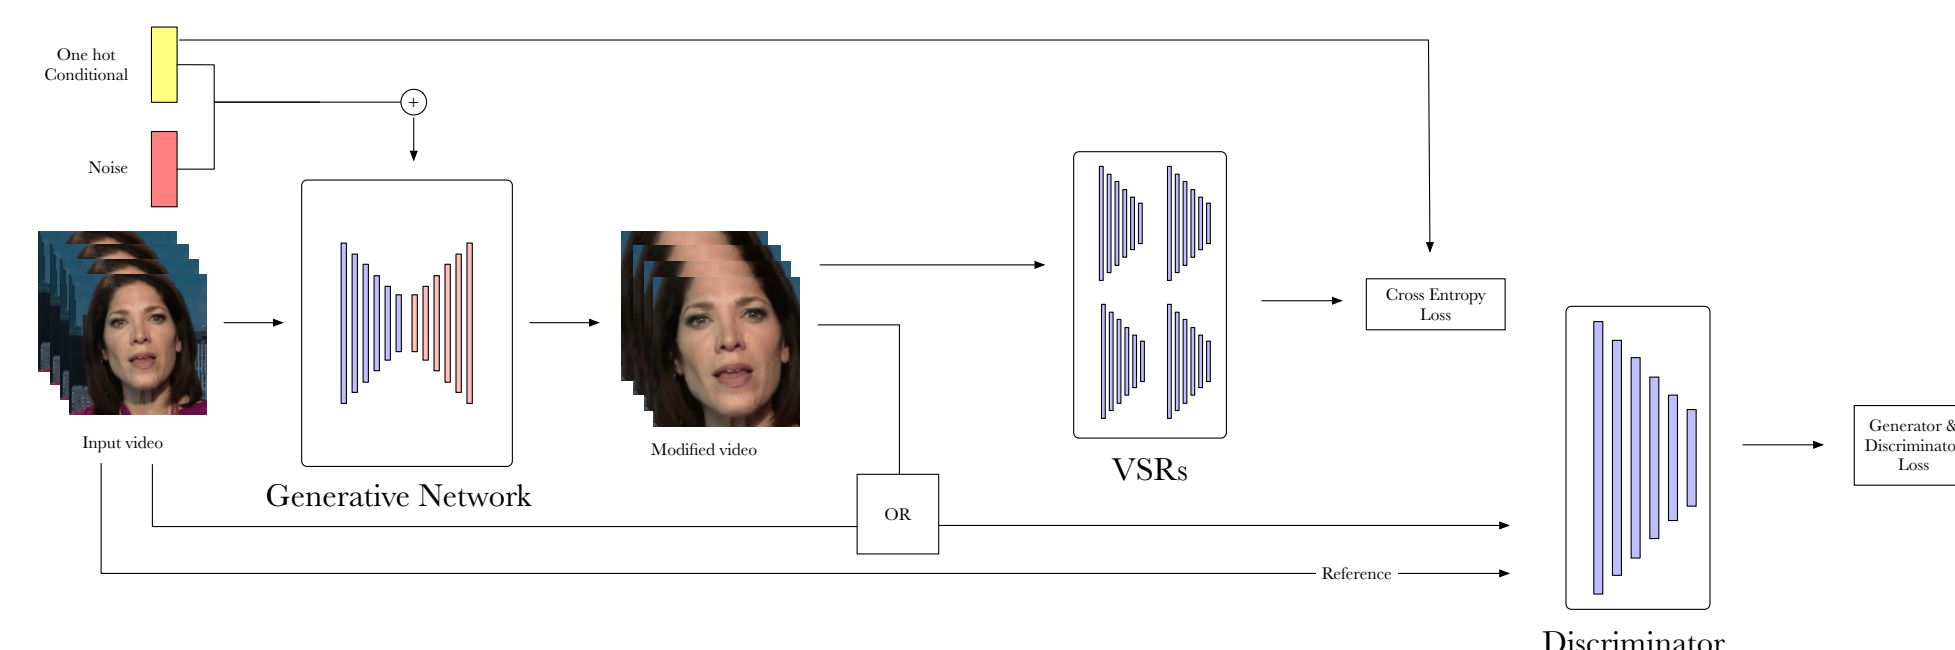 One hot
Conditional
+
Noise
Input video
Generative Network
Modified video
OR
VSRs
Cross Entropy
Loss
Reference
Discriminator
Generator &
Discriminato
Loss